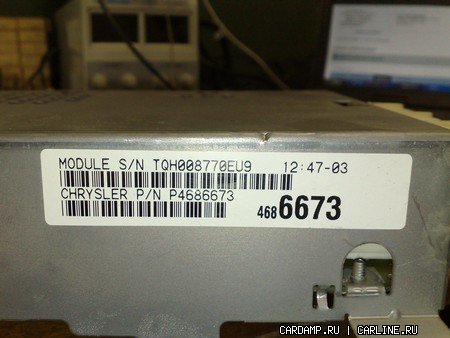 MODULE S/N TQH008770EU9 12:47-03
CHRYSLER P/N P4686673
468 6673
CARDAMP.RU | CARLINE.RU